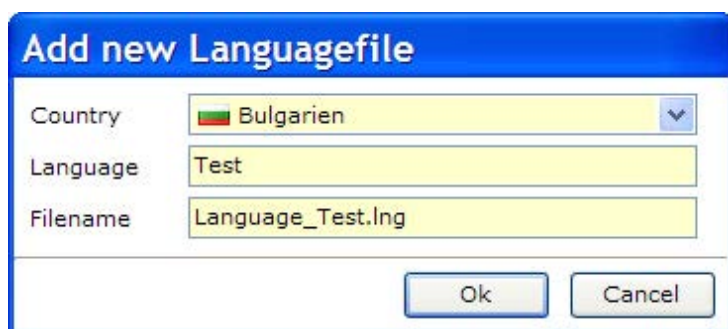 Add new Languagefile
Country Bulgarien
Language Test
Filename Language_Test.lng
Ok Cancel